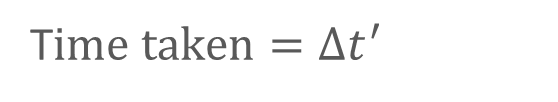 Time taken = Δt′